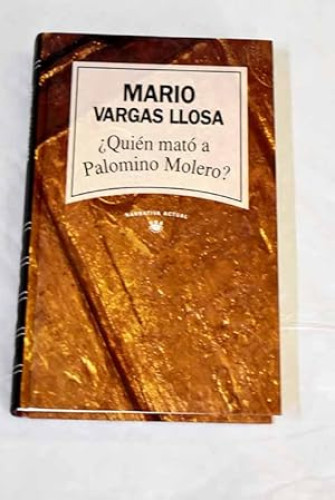 MARIO
VARGAS LLOSA
¿Quién mató a
Palomino Molero?
NARRATIVA ACTUAL